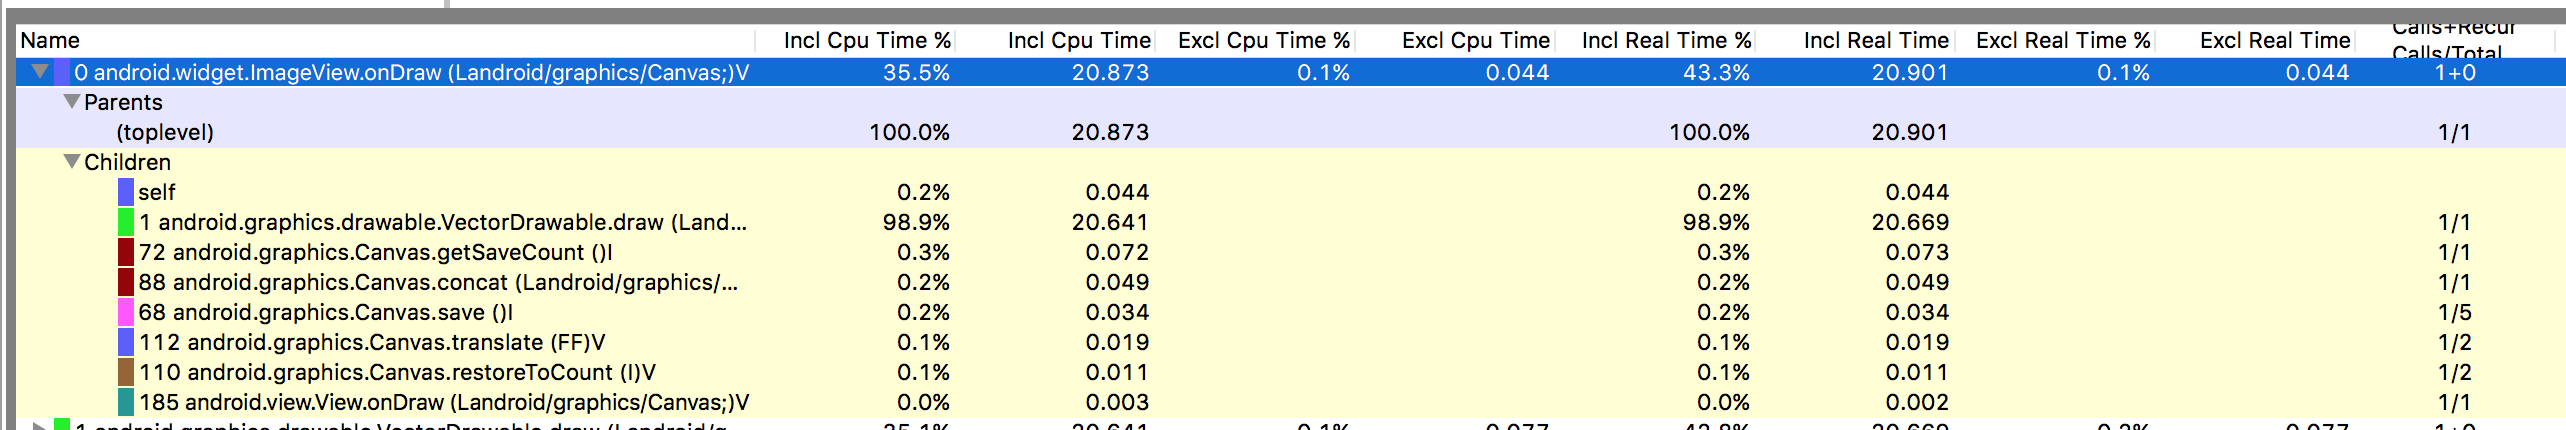 Name Incl Cpu Time % Incl Cpu Time Excl Cpu Time % Excl Cpu Time Incl Real Time % Incl Real Time Excl Real Time % Excl Real Time Calls+Recur
Calls/Total
0 android.widget.ImageView.onDraw (Landroid/graphics/Canvas;)V 35.5% 20.873 0.1% 0.044 43.3% 20.901 0.1% 0.044 1+0
Parents
(toplevel) 100.0% 20.873 100.0% 20.901 1/1
Children
self 0.2% 0.044 0.2% 0.044
1 android.graphics.drawable.VectorDrawable.draw (Land... 98.9% 20.641 98.9% 20.669 1/1
72 android.graphics.Canvas.getSaveCount ()I 0.3% 0.072 0.3% 0.073 1/1
88 android.graphics.Canvas.concat (Landroid/graphics/... 0.2% 0.049 0.2% 0.049 1/1
68 android.graphics.Canvas.save ()I 0.2% 0.034 0.2% 0.034 1/5
112 android.graphics.Canvas.translate (FF)V 0.1% 0.019 0.1% 0.019 1/2
110 android.graphics.Canvas.restoreToCount (I)V 0.1% 0.011 0.1% 0.011 1/2
185 android.view.View.onDraw (Landroid/graphics/Canvas;)V 0.0% 0.003 0.0% 0.002 1/1
1 android.graphics.drawable.VectorDrawable.draw (Landroid/g... 35.1% 20.641 0.1% 0.077 42.8% 20.669 0.2% 0.077 1+0